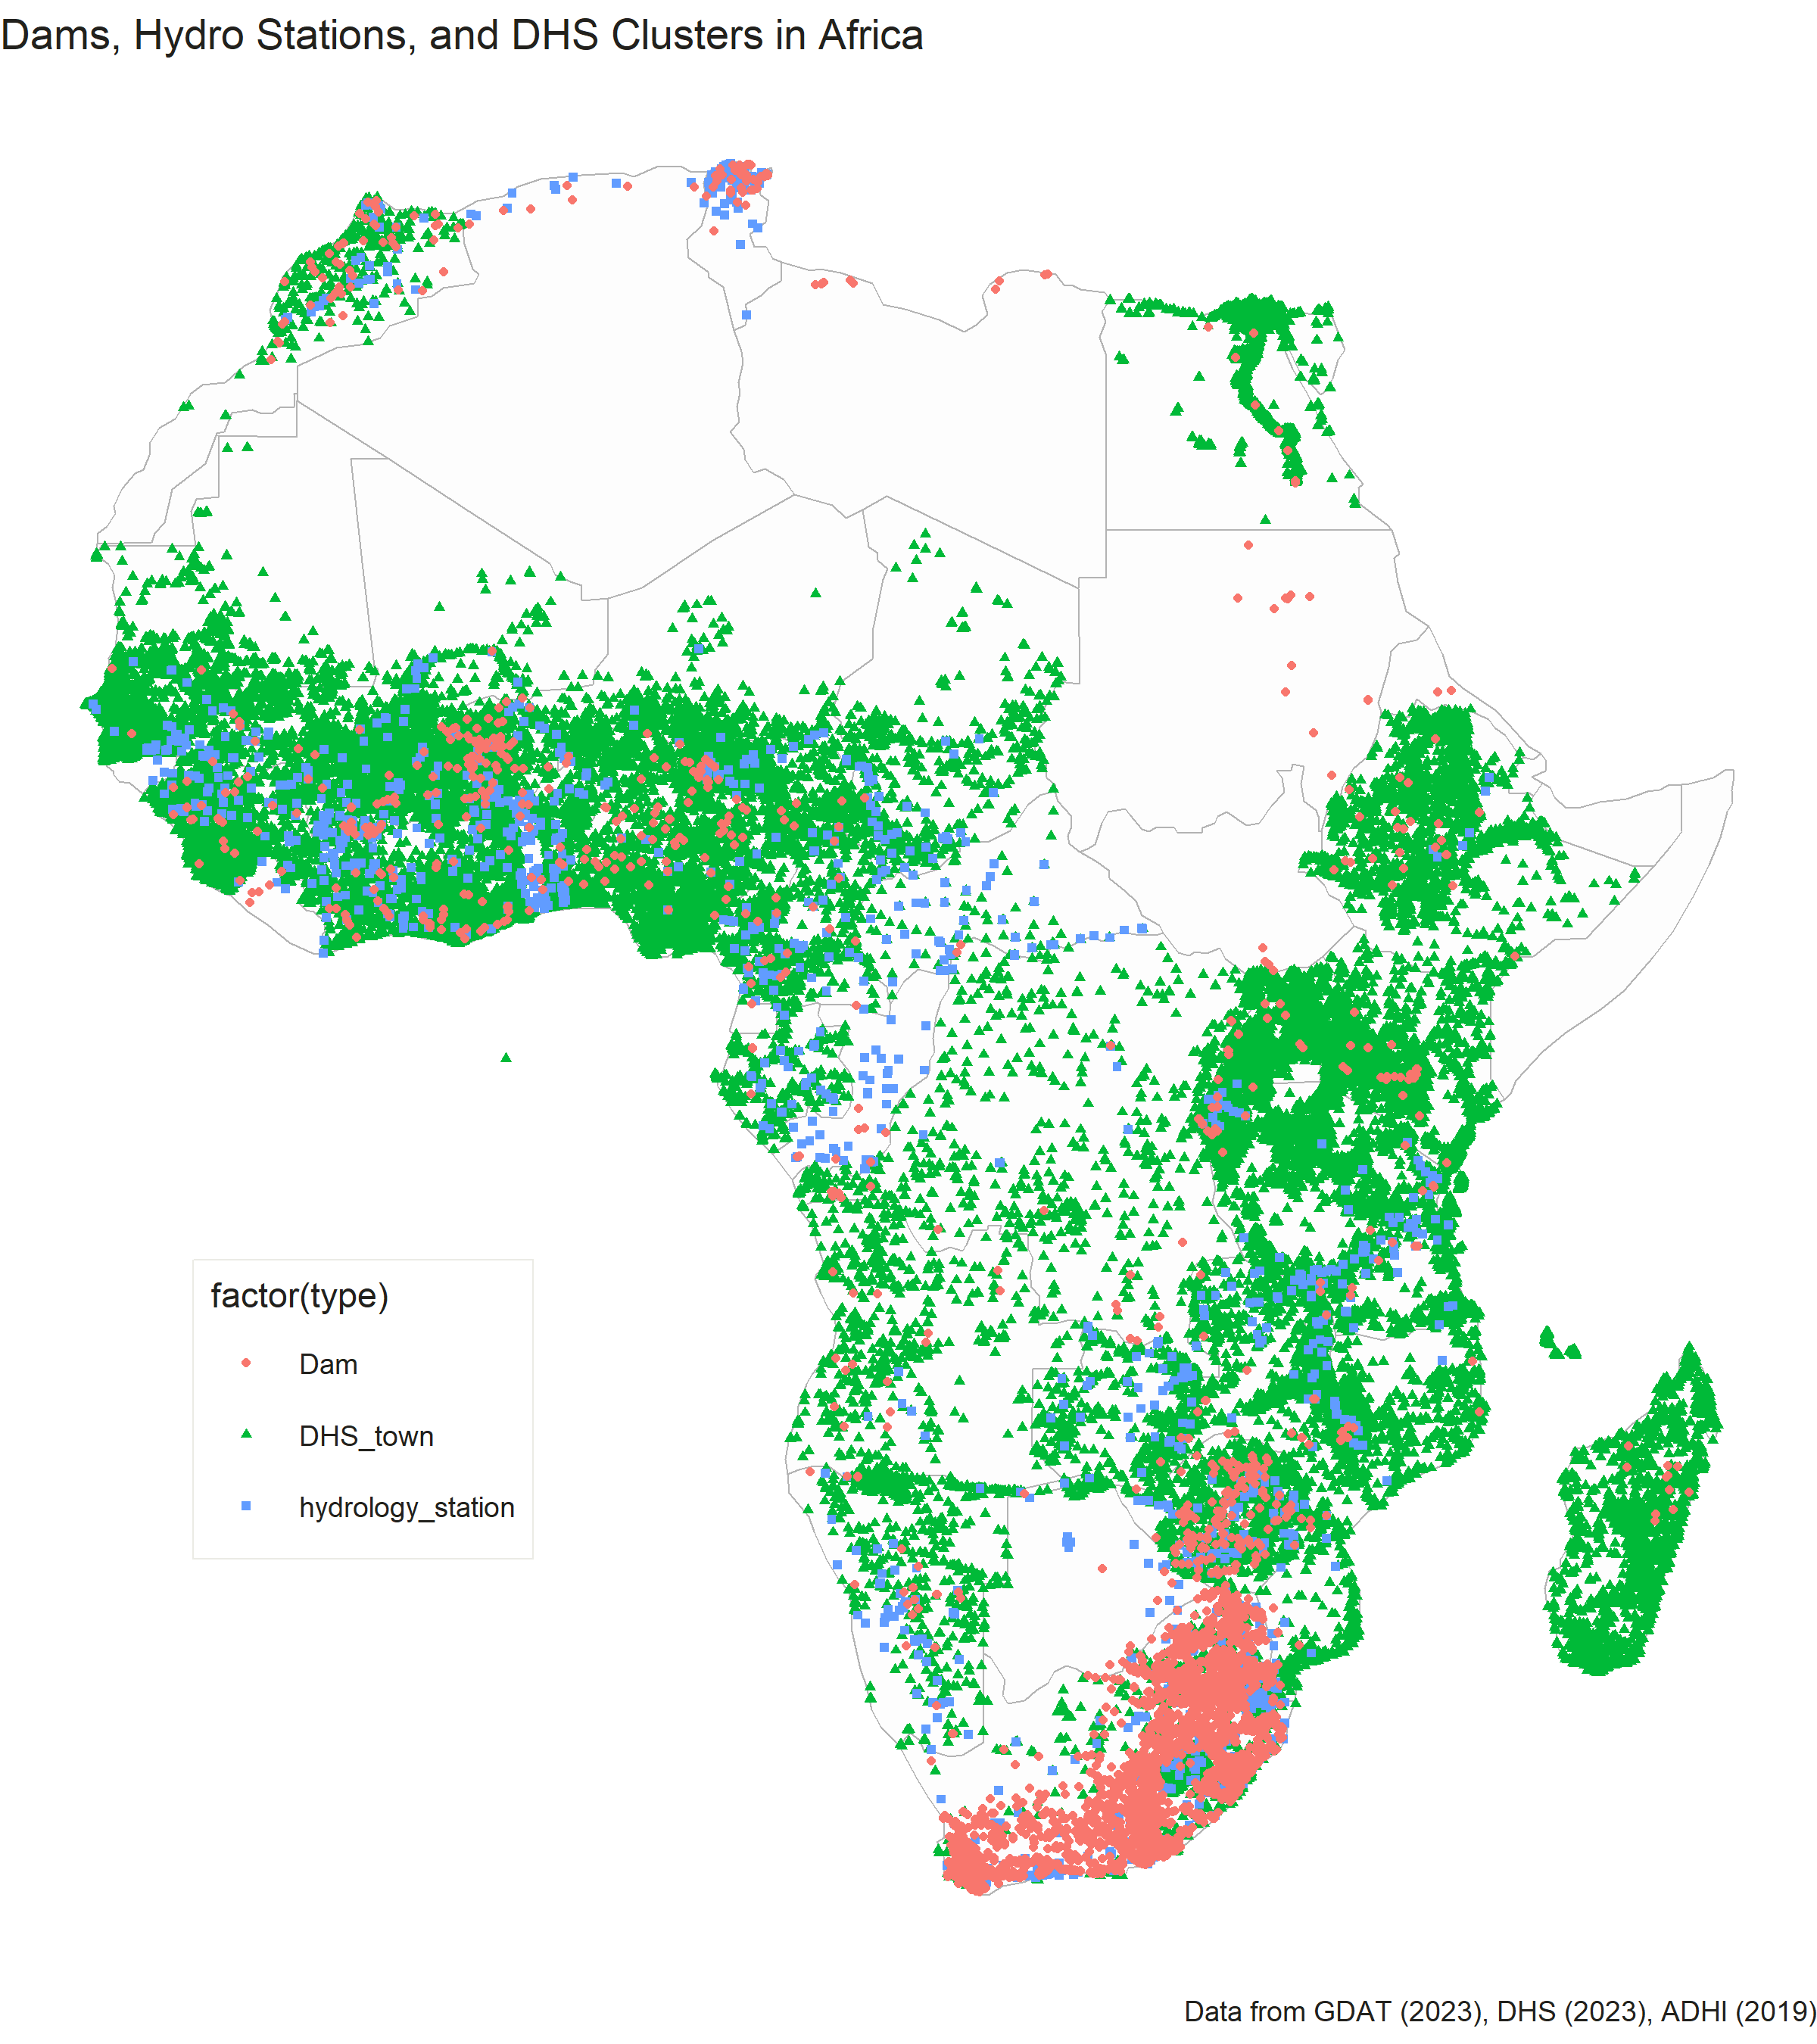 Dams, Hydro Stations, and DHS Clusters in Africa
factor(type)
Dam
DHS_town
hydrology_station
Data from GDAT (2023), DHS (2023), ADHI (2019)